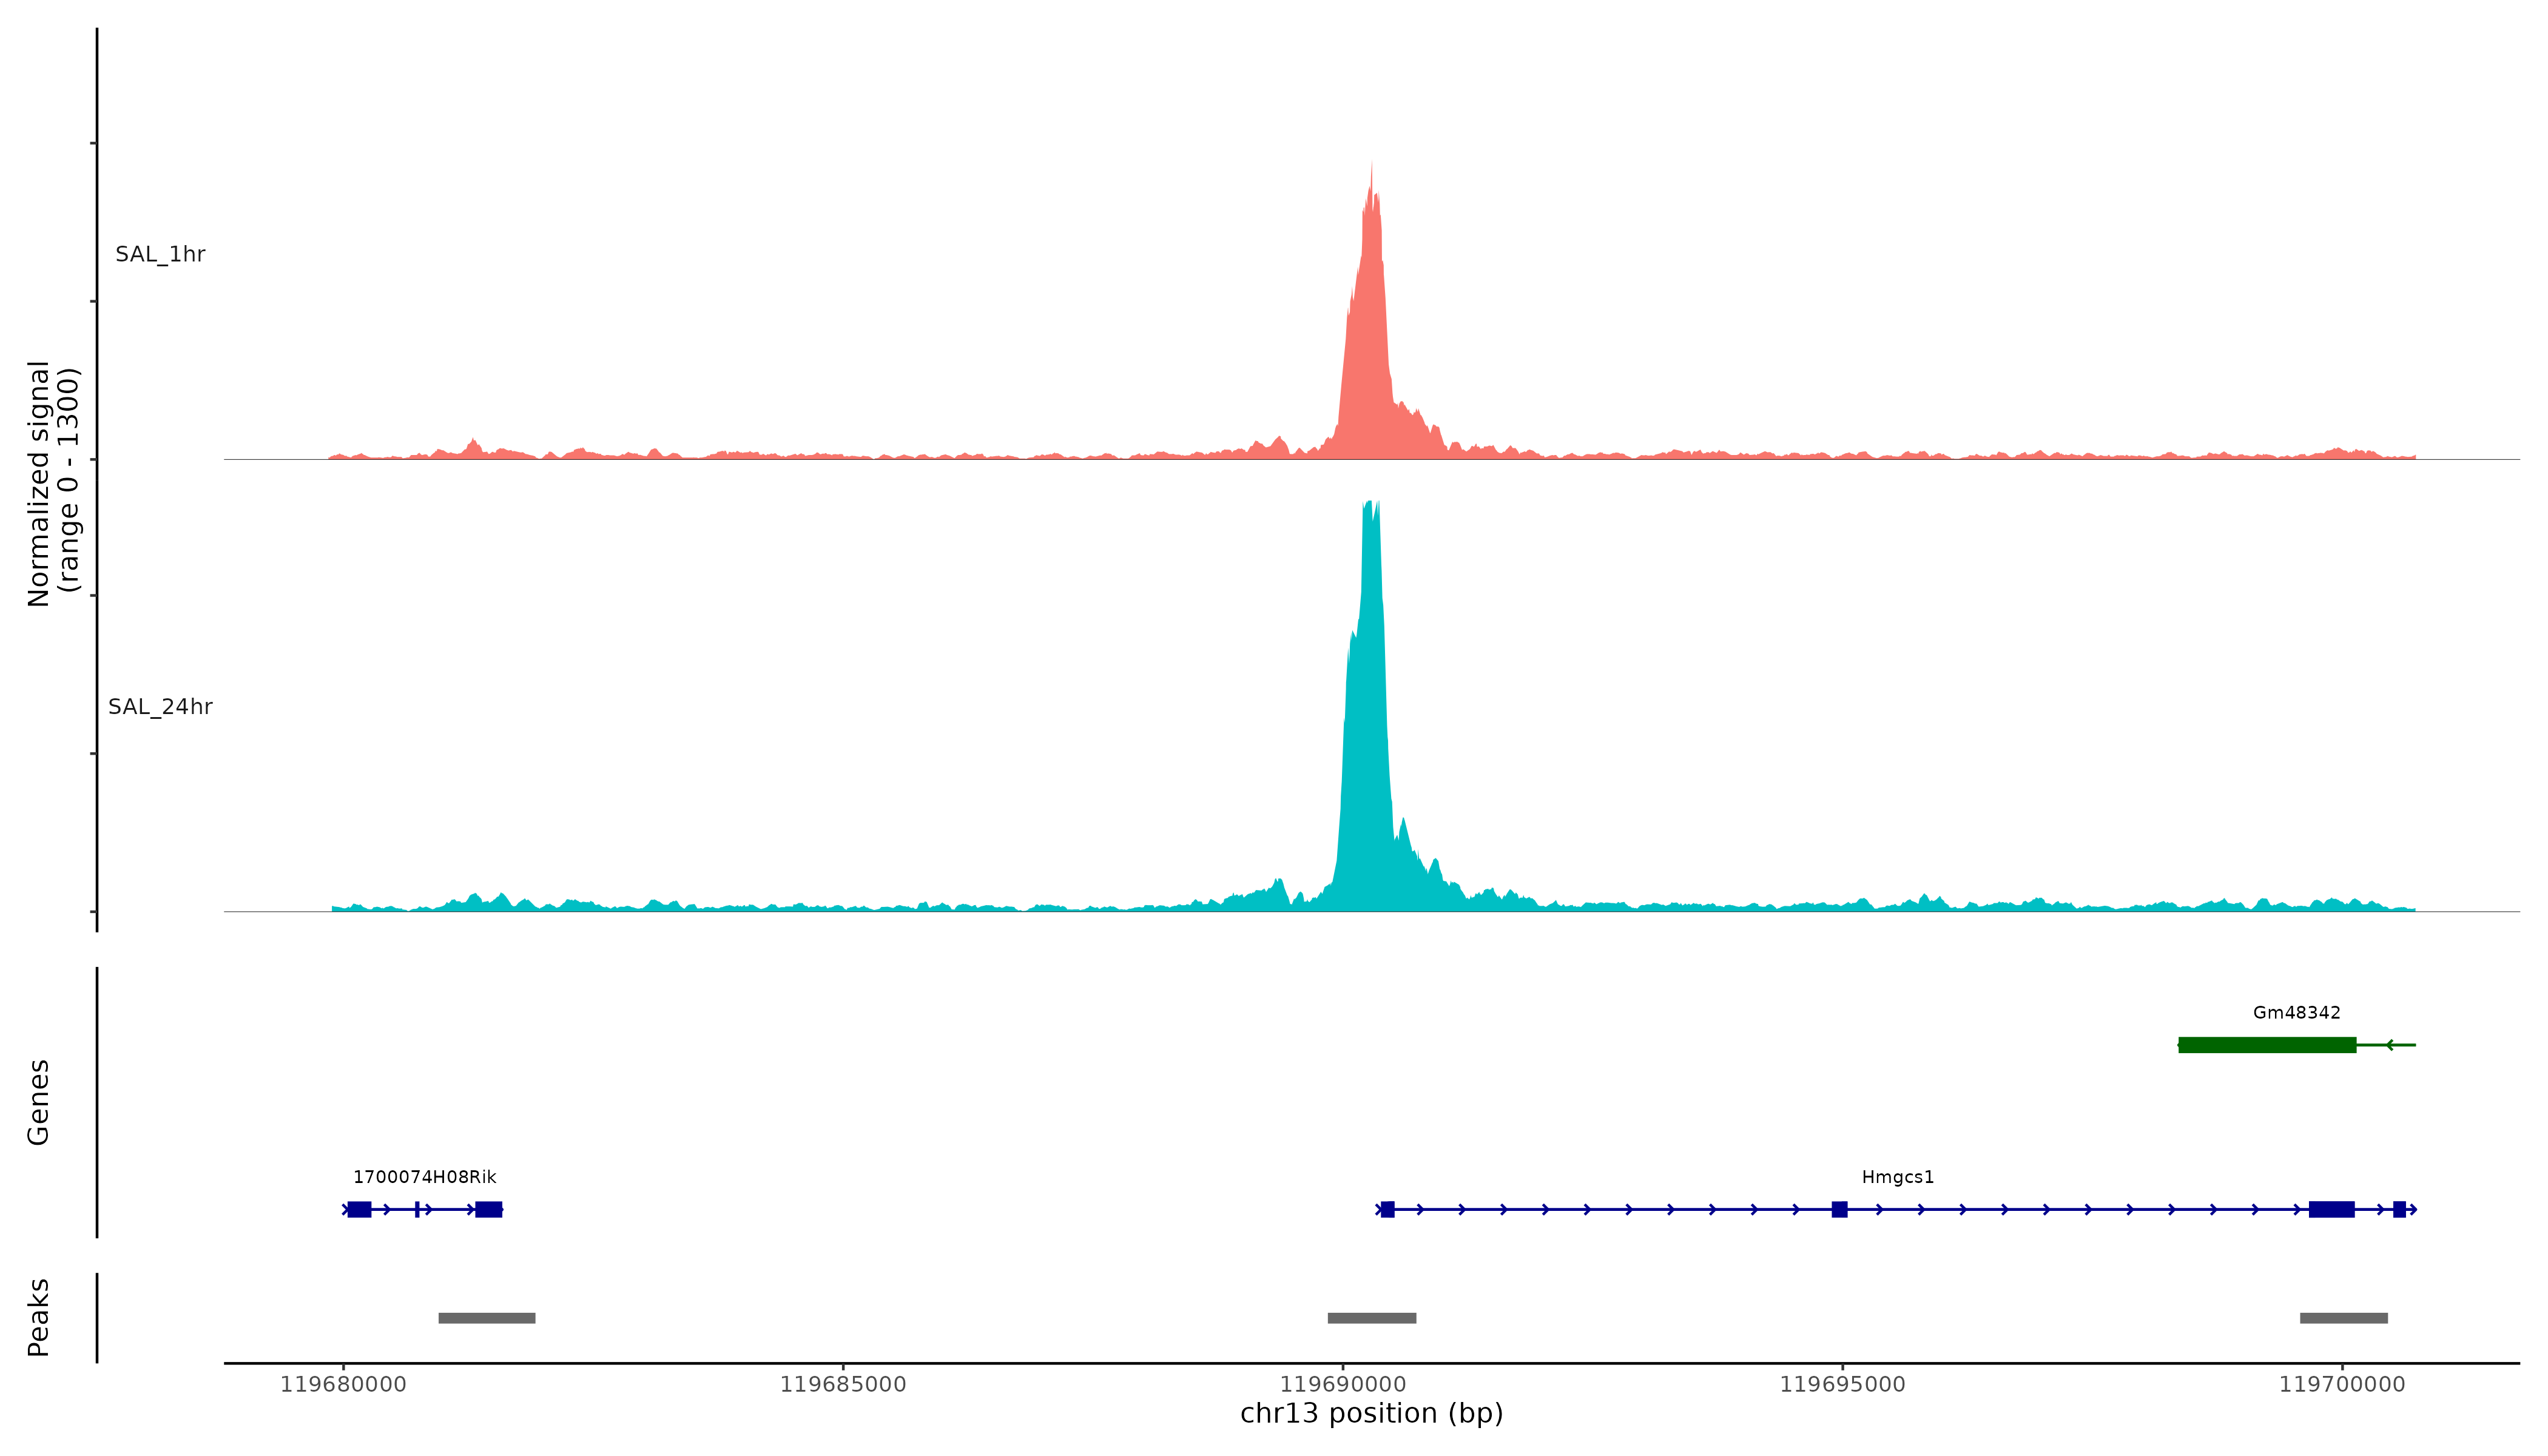 Normalized signal
(range 0 - 1300)
SAL_1hr
SAL_24hr
Genes
Gm48342
1700074H08Rik
Hmgcs1
Peaks
119680000
119685000
119690000
119695000
119700000
chr13 position (bp)